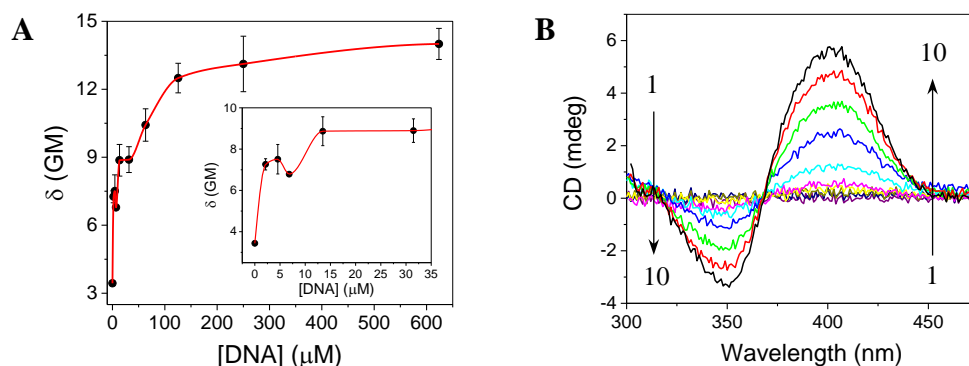 A
15
12
9
6
3
δ (GM)
0 100 200 300 400 500 600
[DNA] (μM)
10
8
6
4
δ (GM)
0 5 10 15 20 25 30 35
[DNA] (μM)
B
6
4
2
0
-2
-4
CD (mdeg)
1
10
10
1
300 350 400 450
Wavelength (nm)